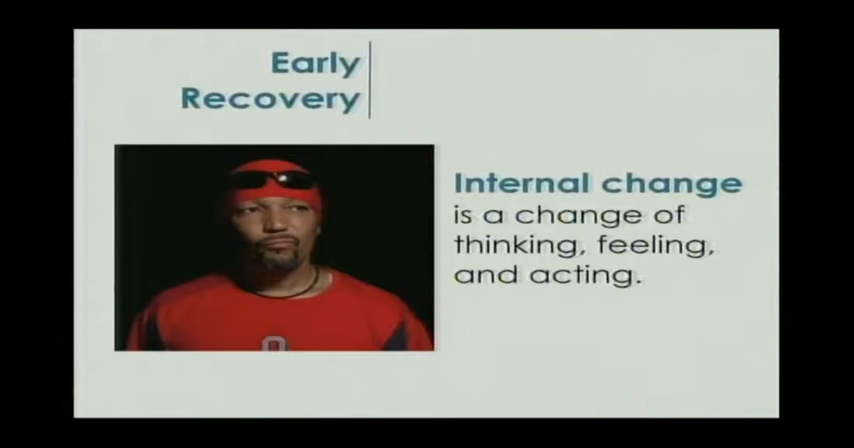 Early
Recovery
Internal change
is a change of
thinking, feeling,
and acting.